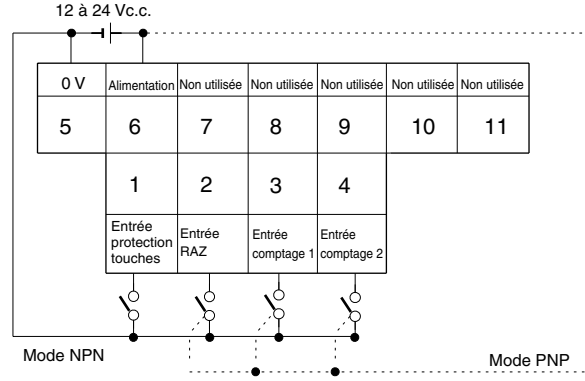 12 à 24 Vc.c.
0 V Alimentation Non utilisée Non utilisée Non utilisée Non utilisée Non utilisée
5 6 7 8 9 10 11
1 2 3 4
Entrée protection touches
Entrée RAZ
Entrée comptage 1
Entrée comptage 2
Mode NPN
Mode PNP